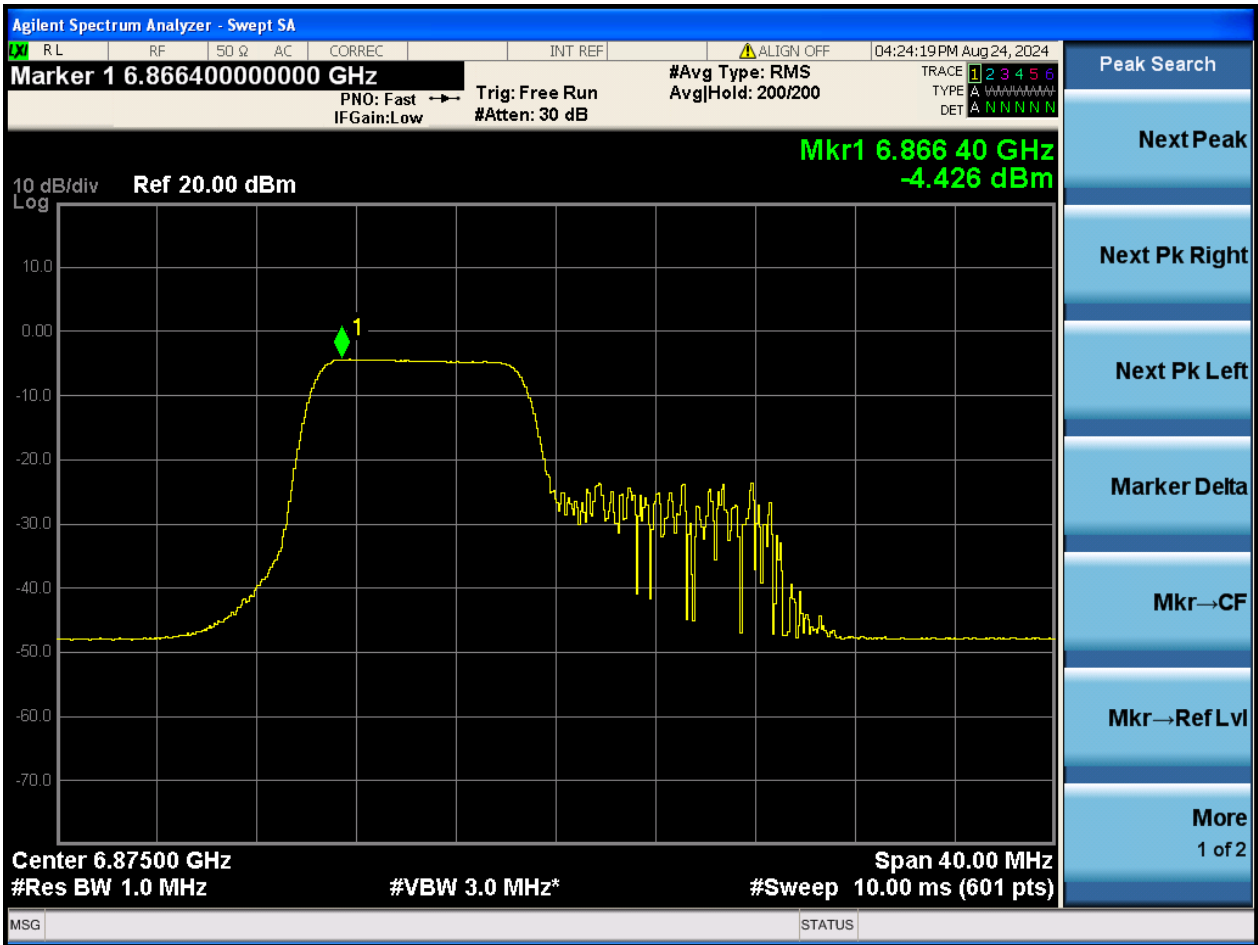 Agilent Spectrum Analyzer - Swept SA
LXI RL RF 50 Ω AC CORREC INT REF ALIGN OFF 04:24:19 PM Aug 24, 2024
Marker 1 6.866400000000 GHz
PNO: Fast
IFGain:Low
Trig: Free Run
#Atten: 30 dB
#Avg Type: RMS
Avg|Hold: 200/200
TRACE 1 2 3 4 5 6
TYPE A WWWWW
DET A N N N N N
Mkr1 6.866 40 GHz
-4.426 dBm
10 dB/div Ref 20.00 dBm
Log
10.0
0.00
-10.0
-20.0
-30.0
-40.0
-50.0
-60.0
-70.0
1
Center 6.87500 GHz Span 40.00 MHz
#Res BW 1.0 MHz #VBW 3.0 MHz* #Sweep 10.00 ms (601 pts)
MSG STATUS
Peak Search
Next Peak
Next Pk Right
Next Pk Left
Marker Delta
Mkr→CF
Mkr→Ref Lvl
More
1 of 2